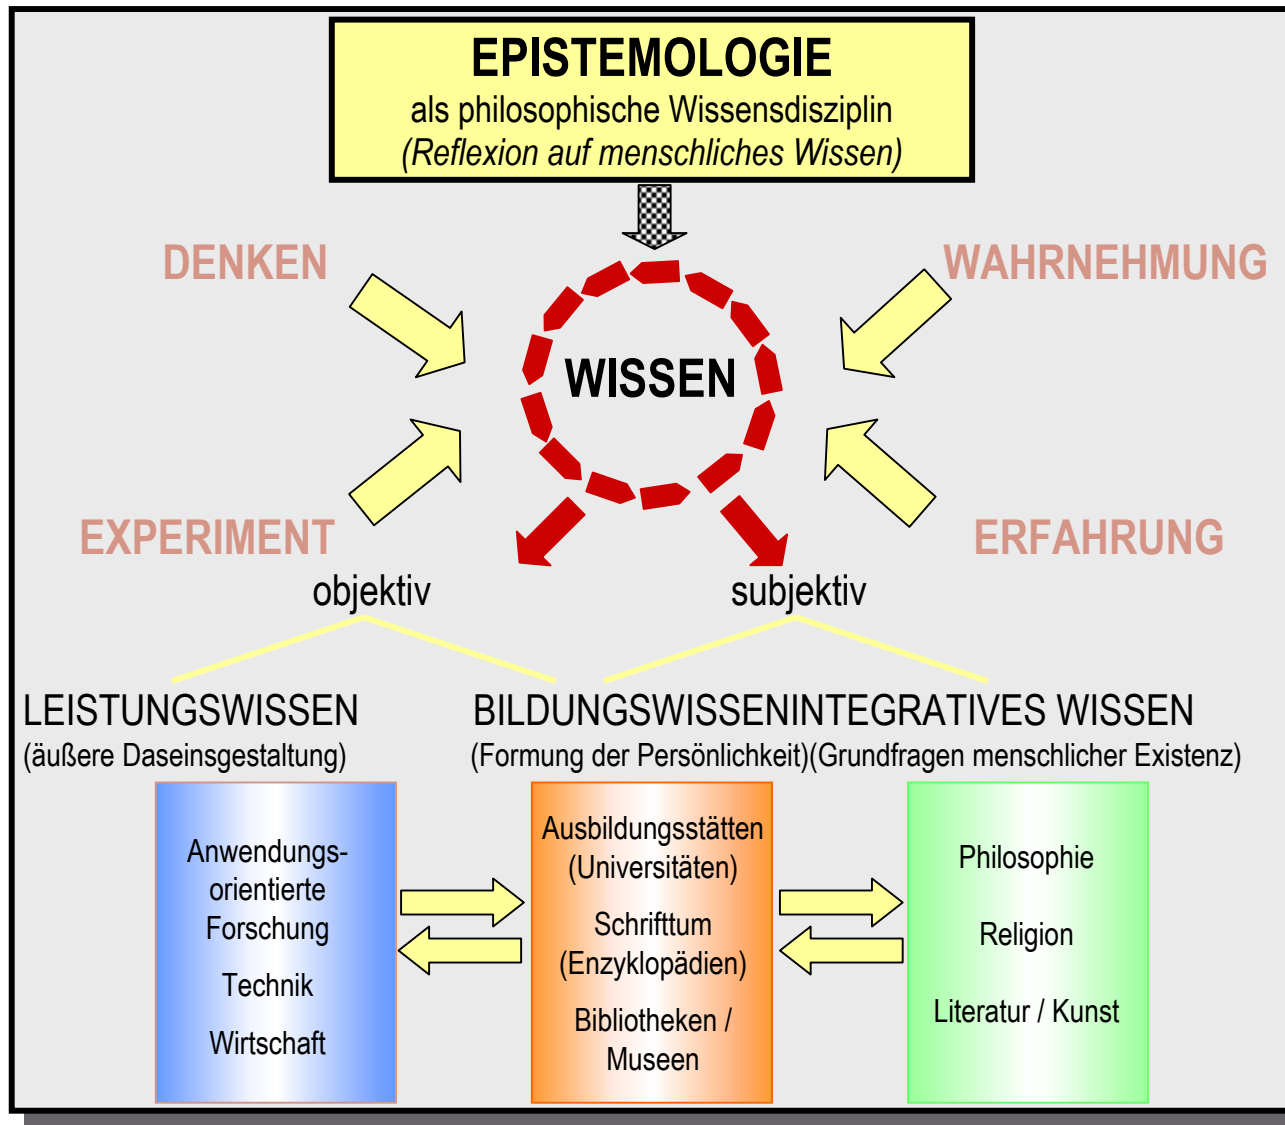 EPISTEMOLOGIE
als philosophische Wissensdisziplin
(Reflexion auf menschliches Wissen)
DENKEN
WAHRNEHMUNG
WISSEN
EXPERIMENT
ERFAHRUNG
objektiv
subjektiv
LEISTUNGSWISSEN
(äußere Daseinsgestaltung)
BILDUNGSWISSEN
(Formung der Persönlichkeit)
INTEGRATIVES WISSEN
(Grundfragen menschlicher Existenz)
Anwendungs-
orientierte
Forschung
Technik
Wirtschaft
Ausbildungsstätten
(Universitäten)
Schrifttum
(Enzyklopädien)
Bibliotheken /
Museen
Philosophie
Religion
Literatur / Kunst